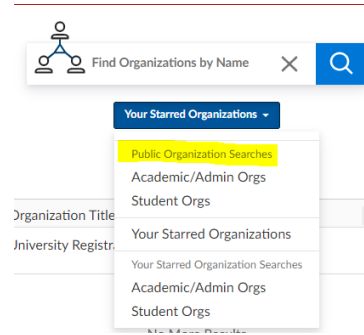 Find Organizations by Name
Your Starred Organizations
Public Organization Searches
Academic/Admin Orgs
Student Orgs
Organization Title
Your Starred Organizations
University Registra
Your Starred Organization Searches
Academic/Admin Orgs
Student Orgs
No More Results